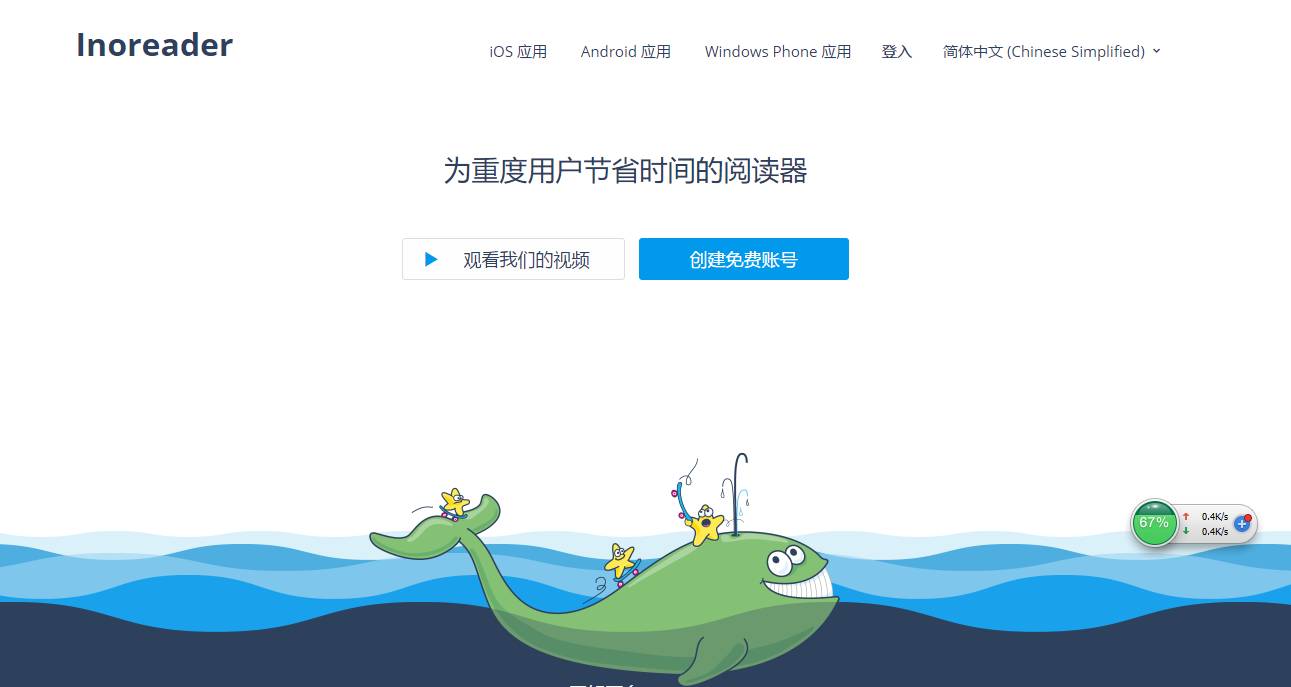 Inoreader
iOS 应用 Android 应用 Windows Phone 应用 登入 简体中文 (Chinese Simplified)
为重度用户节省时间的阅读器
观看我们的视频 创建免费账号
67% 0.4K/s
0.4K/s